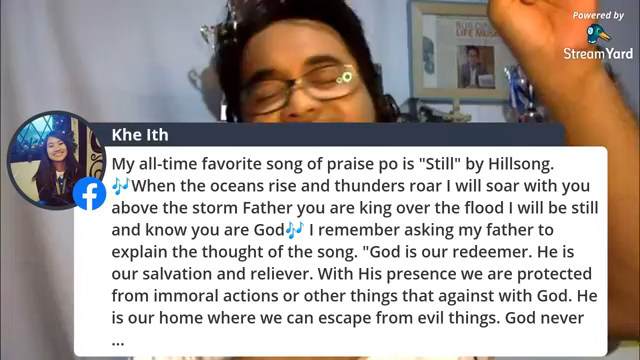 Powered by
StreamYard
LIFE MUS
Khe Ith
My all-time favorite song of praise po is "Still" by Hillsong.
🎶When the oceans rise and thunders roar I will soar with you
above the storm Father you are king over the flood I will be still
and know you are God🎶 I remember asking my father to
explain the thought of the song. "God is our redeemer. He is
our salvation and reliever. With His presence we are protected
from immoral actions or other things that against with God. He
is our home where we can escape from evil things. God never
...